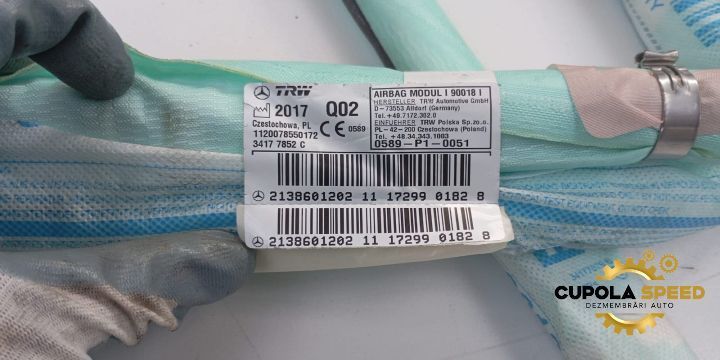 TRW
2017 Q02
Czestochowa, PL
1120078550172
3417 7852 C
CE 0589
AIRBAG MODUL I 90018 I
HERSTELLER TRW Automotive GmbH
D-73553 Alfdorf (Germany)
Tel.+49.7172.302.0
EINFUEHRER TRW Polska Sp.zo.o.
PL-42-200 Czestochowa (Poland)
Tel.+48.34.343.1003
0589-P1-0051
2138601202 11 17299 0182 8
2138601202 11 17299 0182 8
CUPOLA SPEED
DEZMEMBRĂRI AUTO